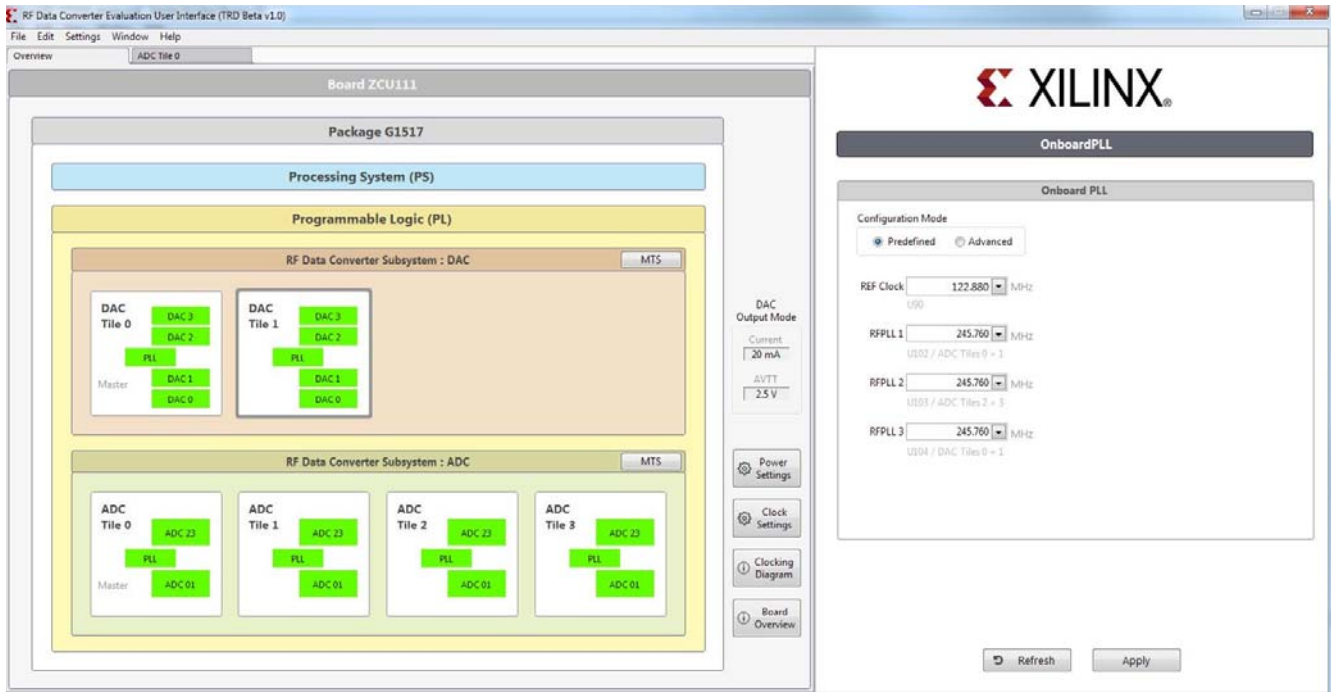 RF Data Converter Evaluation User Interface (TRD Beta v1.0)
File Edit Settings Window Help
Overview
ADC Tile 0
Board ZCU111
Package G1517
Processing System (PS)
Programmable Logic (PL)
RF Data Converter Subsystem : DAC
MTS
DAC
Tile 0
DAC 3
DAC 2
PLL
Master
DAC 1
DAC 0
DAC
Tile 1
DAC 3
DAC 2
PLL
DAC 1
DAC 0
RF Data Converter Subsystem : ADC
MTS
ADC
Tile 0
ADC 23
PLL
Master
ADC 01
ADC
Tile 1
ADC 23
PLL
ADC 01
ADC
Tile 2
ADC 23
PLL
ADC 01
ADC
Tile 3
ADC 23
PLL
ADC 01
DAC
Output Mode
Current
20 mA
AVTT
2.5 V
Power
Settings
Clock
Settings
Clocking
Diagram
Board
Overview
XILINX®
OnboardPLL
Onboard PLL
Configuration Mode
Predefined Advanced
REF Clock 122.880 MHz
U90
RFPLL 1 245.760 MHz
U102 / ADC Tiles 0 + 1
RFPLL 2 245.760 MHz
U103 / ADC Tiles 2 + 3
RFPLL 3 245.760 MHz
U104 / DAC Tiles 0 + 1
Refresh Apply